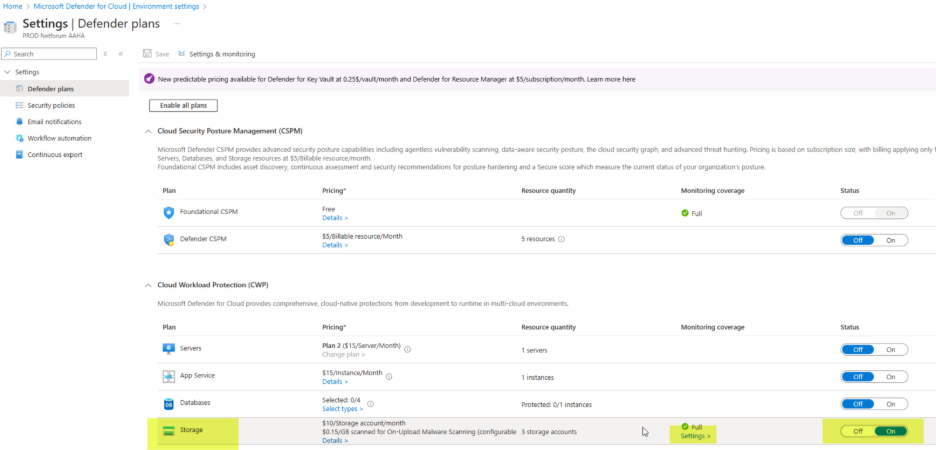 Home > Microsoft Defender for Cloud | Environment settings >
Settings | Defender plans ...
PROD Netforum AAHA
Search
Save Settings & monitoring
Settings
Defender plans
Security policies
Email notifications
Workflow automation
Continuous export
New predictable pricing available for Defender for Key Vault at 0.25$/vault/month and Defender for Resource Manager at $5/subscription/month. Learn more here
Enable all plans
Cloud Security Posture Management (CSPM)
Microsoft Defender CSPM provides advanced security posture capabilities including agentless vulnerability scanning, data-aware security posture, the cloud security graph, and advanced threat hunting. Pricing is based on subscription size, with billing applying only f
Servers, Databases, and Storage resources at $5/Billable resource/month.
Foundational CSPM includes asset discovery, continuous assessment and security recommendations for posture hardening and a Secure score which measure the current status of your organization's posture.
Plan Pricing* Resource quantity Monitoring coverage Status
Foundational CSPM Free Full Off On
Details >
Defender CSPM $5/Billable resource/Month 5 resources Off On
Details >
Cloud Workload Protection (CWP)
Microsoft Defender for Cloud provides comprehensive, cloud-native protections from development to runtime in multi-cloud environments.
Plan Pricing* Resource quantity Monitoring coverage Status
Servers Plan 2 ($15/Server/Month) 1 servers Off On
Change plan >
App Service $15/Instance/Month 1 instances Off On
Details >
Databases Selected: 0/4 Protected: 0/1 instances Off On
Select types >
Storage $10/Storage account/month Full Off On
$0.15/GB scanned for On-Upload Malware Scanning (configurable 3 storage accounts Settings >
Details >